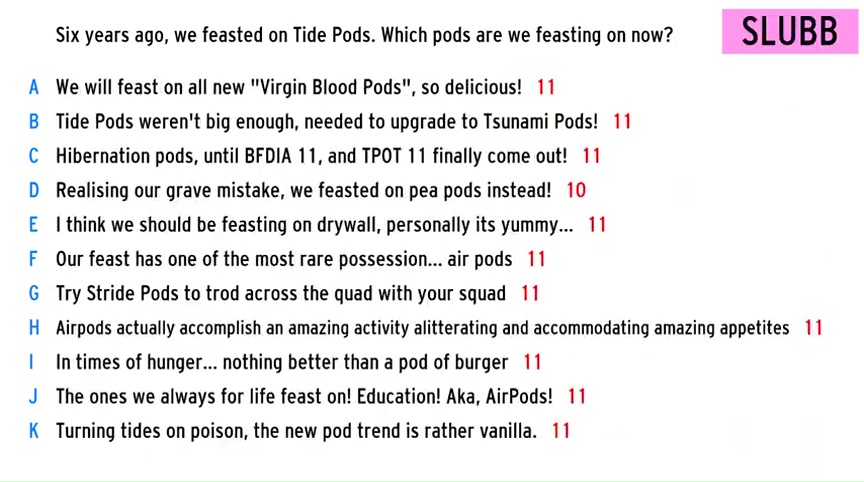 Six years ago, we feasted on Tide Pods. Which pods are we feasting on now?
SLUBB
A We will feast on all new "Virgin Blood Pods", so delicious! 11
B Tide Pods weren't big enough, needed to upgrade to Tsunami Pods! 11
C Hibernation pods, until BFDIA 11, and TPOT 11 finally come out! 11
D Realising our grave mistake, we feasted on pea pods instead! 10
E I think we should be feasting on drywall, personally its yummy... 11
F Our feast has one of the most rare possession... air pods 11
G Try Stride Pods to trod across the quad with your squad 11
H Airpods actually accomplish an amazing activity alitterating and accommodating amazing appetites 11
I In times of hunger... nothing better than a pod of burger 11
J The ones we always for life feast on! Education! Aka, AirPods! 11
K Turning tides on poison, the new pod trend is rather vanilla. 11